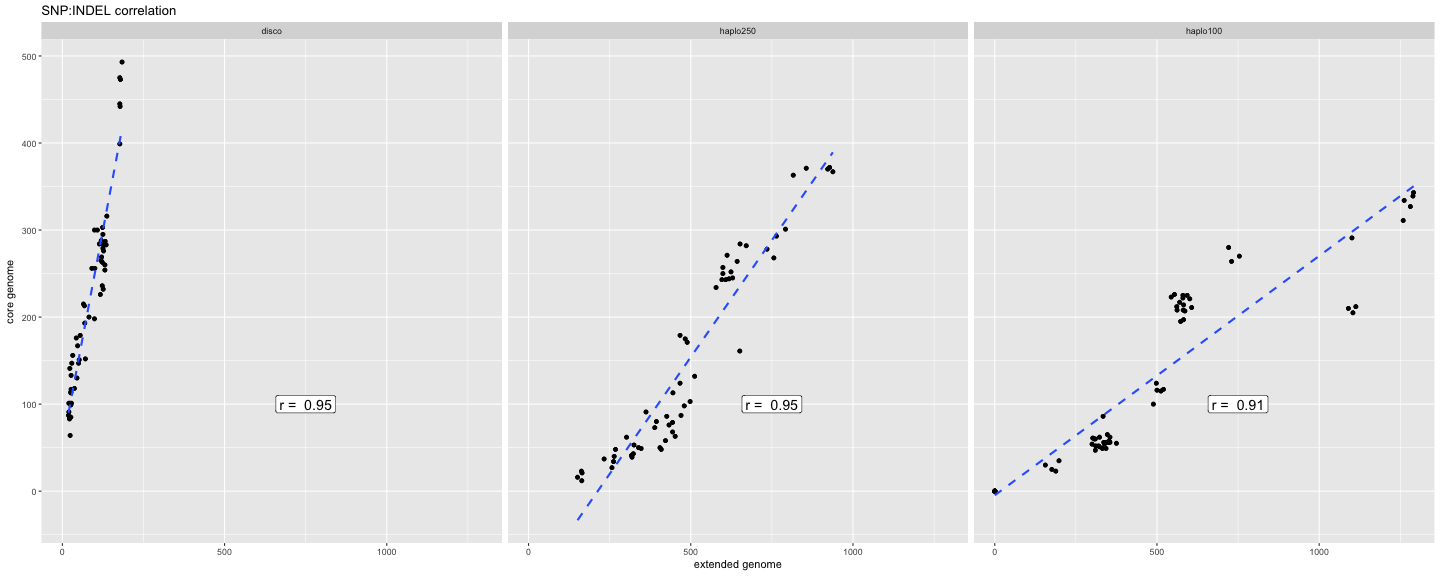 SNP:INDEL correlation
disco
haplo250
haplo100
core genome
500
400
300
200
100
0
r = 0.95
r = 0.95
r = 0.91
0
500
1000
0
500
1000
0
500
1000
extended genome